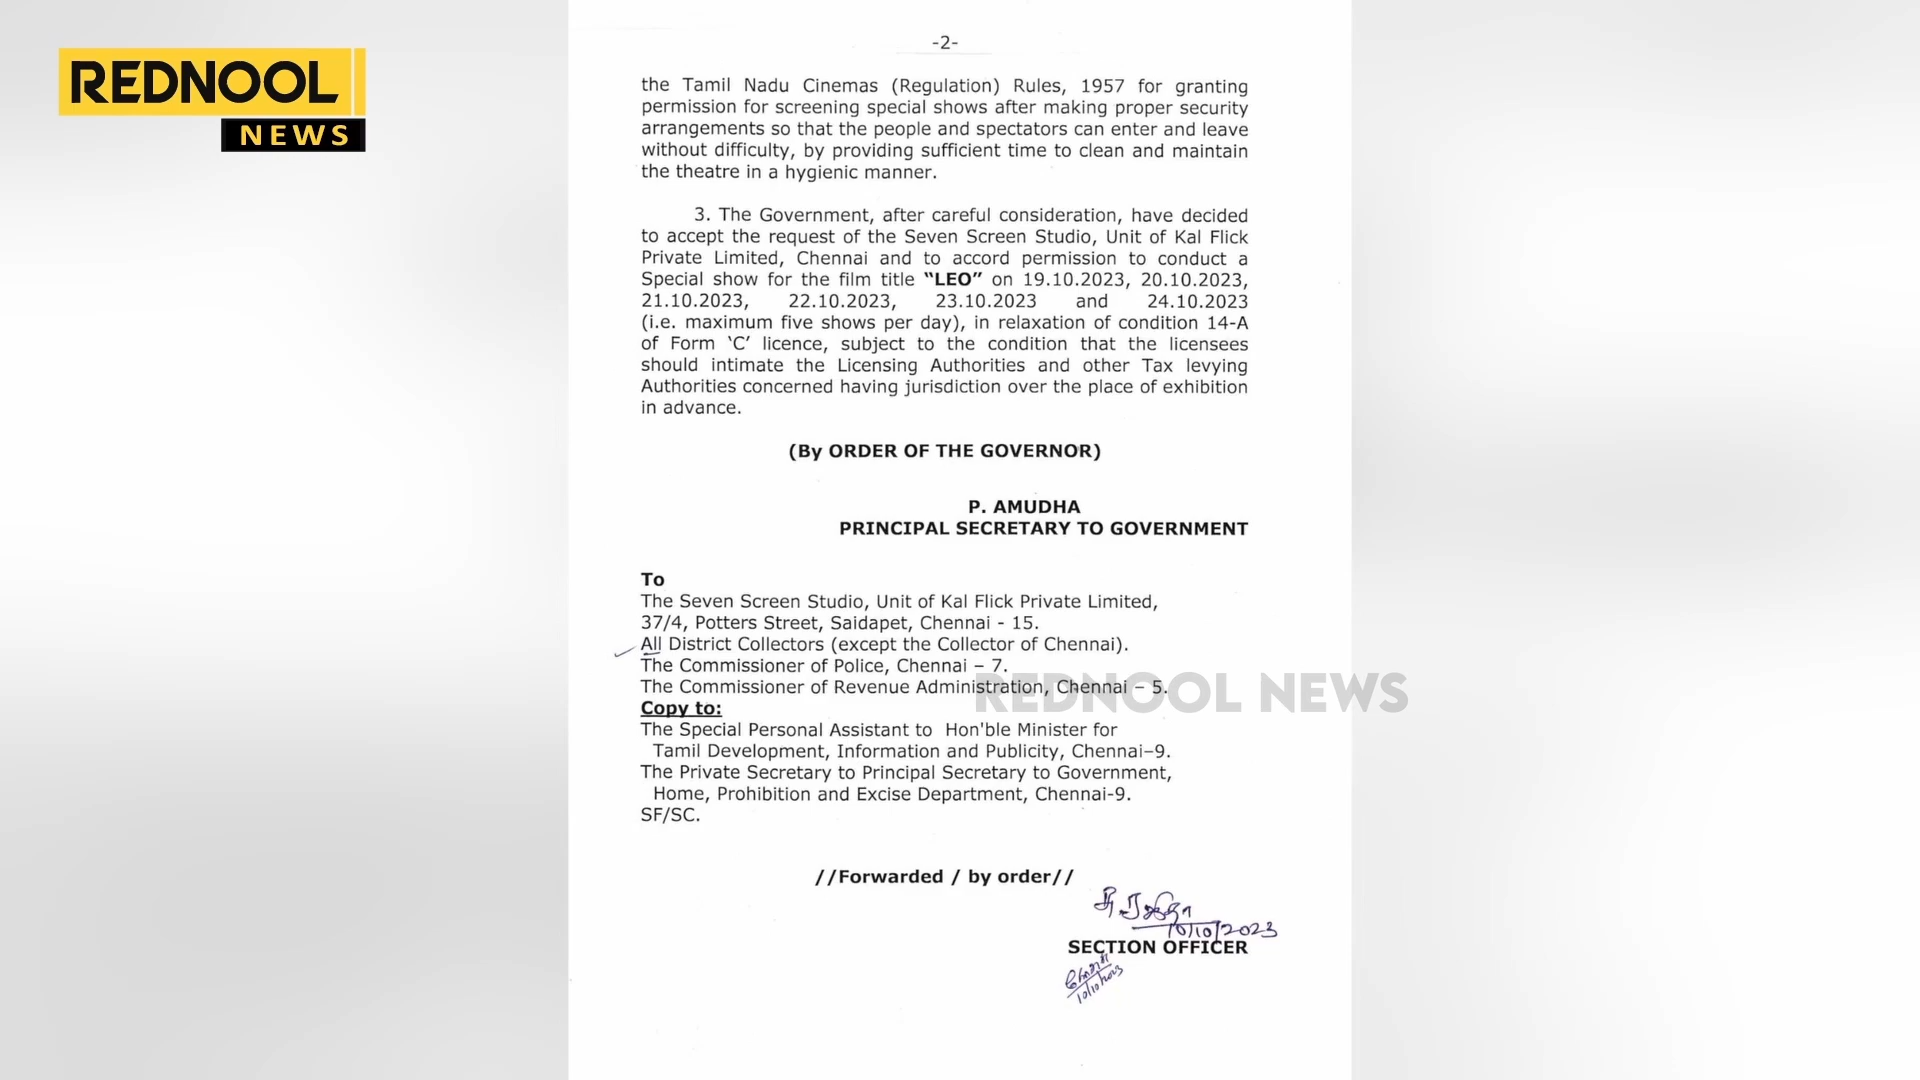 REDNOOL
NEWS
-2-
the Tamil Nadu Cinemas (Regulation) Rules, 1957 for granting
permission for screening special shows after making proper security
arrangements so that the people and spectators can enter and leave
without difficulty, by providing sufficient time to clean and maintain
the theatre in a hygienic manner.
3. The Government, after careful consideration, have decided
to accept the request of the Seven Screen Studio, Unit of Kal Flick
Private Limited, Chennai and to accord permission to conduct a
Special show for the film title “LEO” on 19.10.2023, 20.10.2023,
21.10.2023, 22.10.2023, 23.10.2023 and 24.10.2023
(i.e. maximum five shows per day), in relaxation of condition 14-A
of Form ‘C’ licence, subject to the condition that the licensees
should intimate the Licensing Authorities and other Tax levying
Authorities concerned having jurisdiction over the place of exhibition
in advance.
(By ORDER OF THE GOVERNOR)
P. AMUDHA
PRINCIPAL SECRETARY TO GOVERNMENT
To
The Seven Screen Studio, Unit of Kal Flick Private Limited,
37/4, Potters Street, Saidapet, Chennai - 15.
All District Collectors (except the Collector of Chennai).
The Commissioner of Police, Chennai – 7.
The Commissioner of Revenue Administration, Chennai – 5.
REDNOOL NEWS
Copy to:
The Special Personal Assistant to Hon'ble Minister for
Tamil Development, Information and Publicity, Chennai–9.
The Private Secretary to Principal Secretary to Government,
Home, Prohibition and Excise Department, Chennai-9.
SF/SC.
//Forwarded / by order//
10/10/2023
SECTION OFFICER
10/10/2023